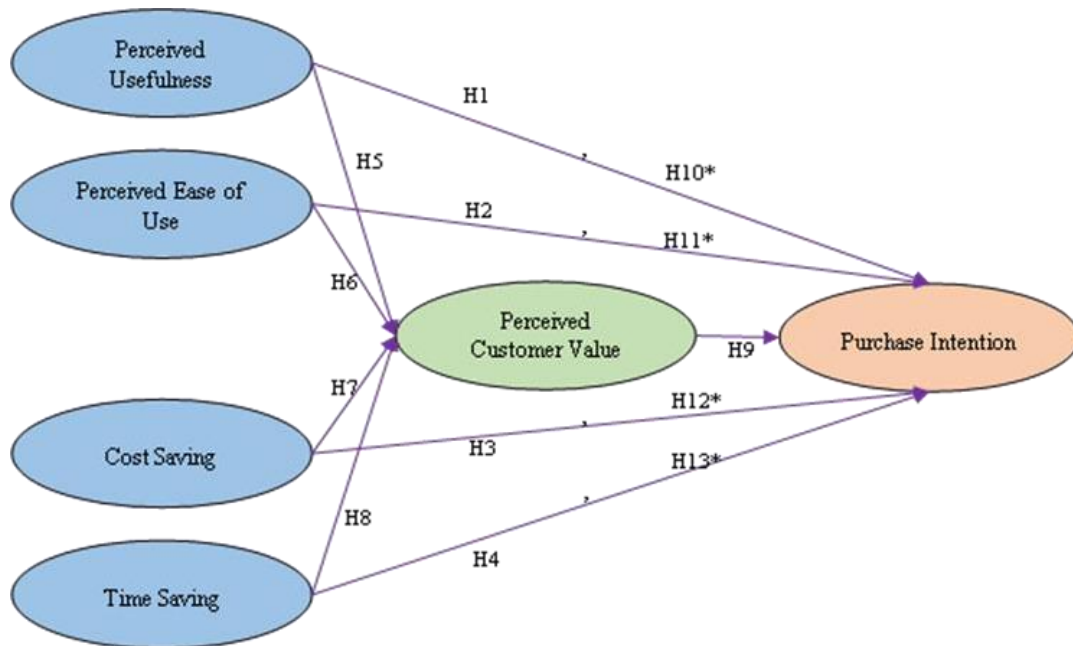 Perceived
Usefulness
H1
,
H10*
H5
Perceived Ease of
Use
H2
,
H11*
H6
Perceived
Customer Value
H9
Purchase Intention
H7
H12*
,
H3
Cost Saving
H13*
,
H8
H4
Time Saving